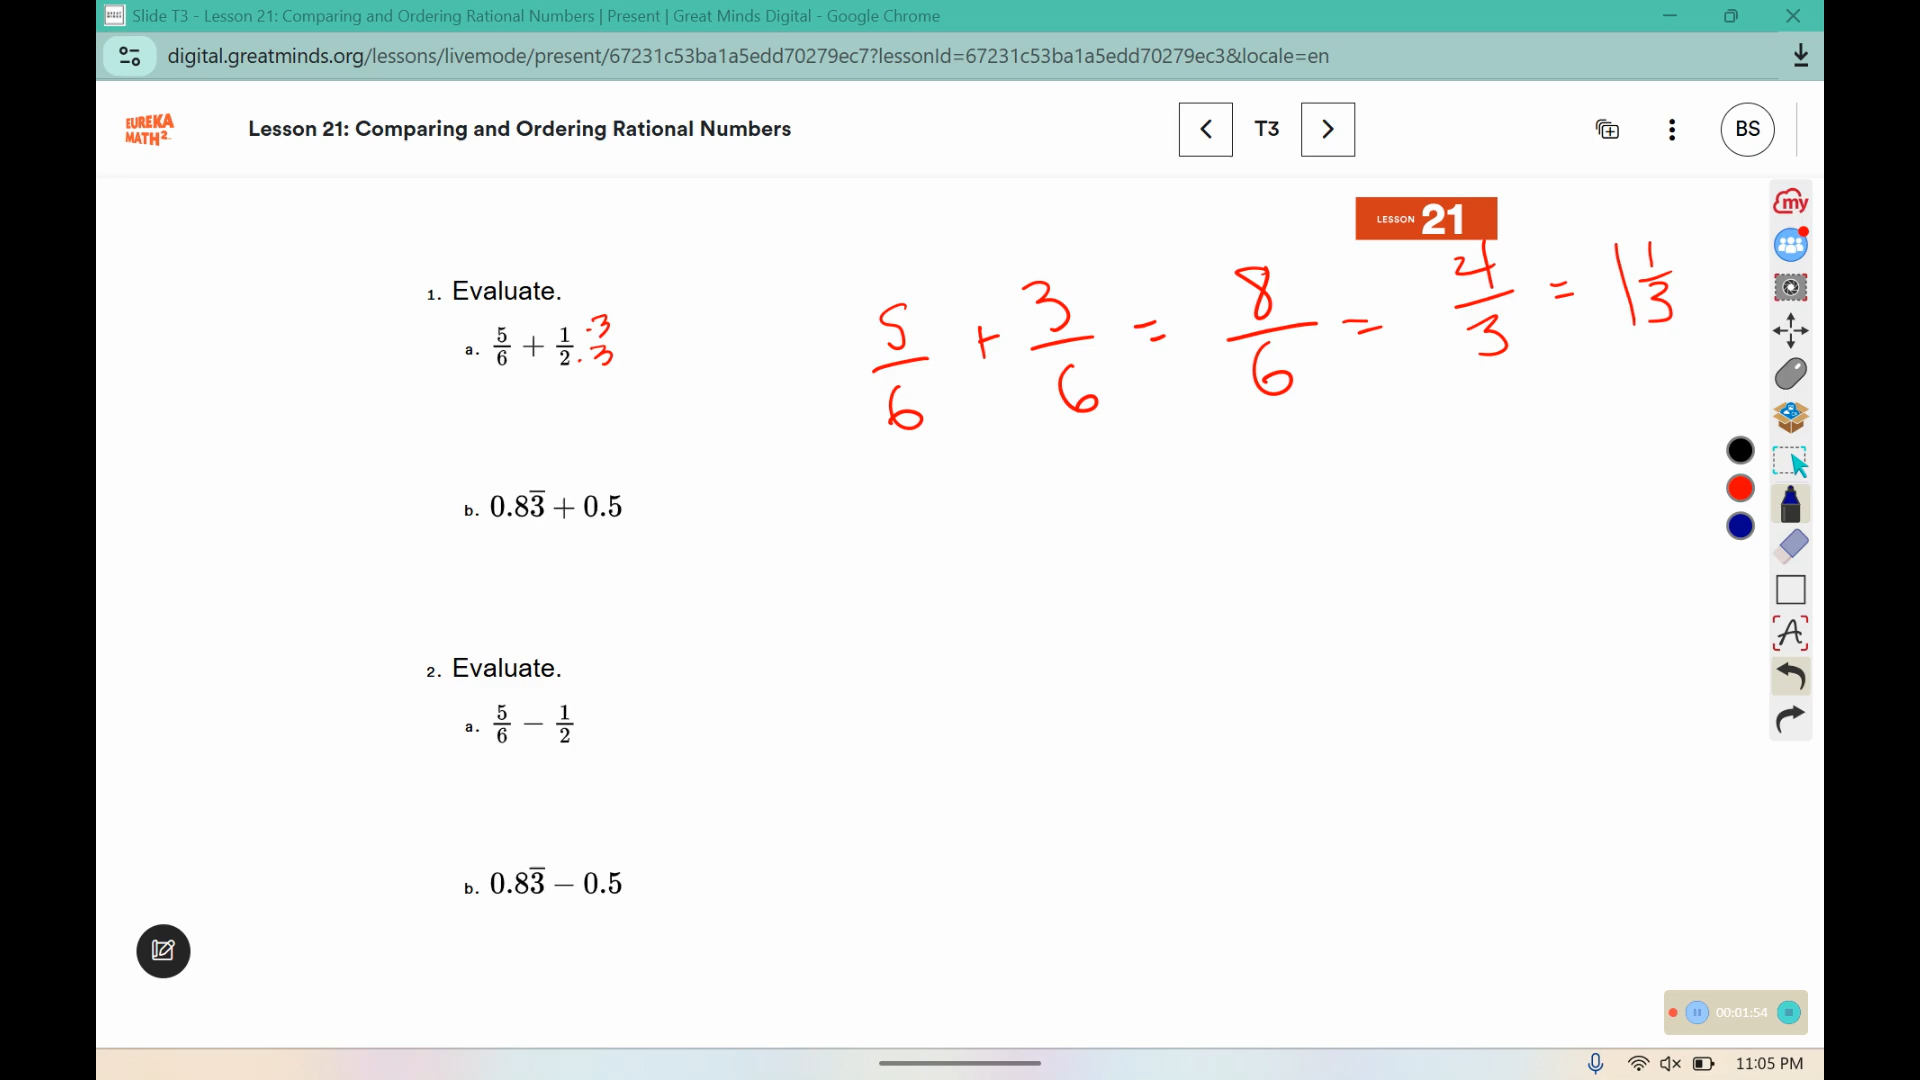 Slide T3 - Lesson 21: Comparing and Ordering Rational Numbers | Present | Great Minds Digital - Google Chrome
digital.greatminds.org/lessons/livemode/present/67231c53ba1a5edd70279ec7?lessonId=67231c53ba1a5edd70279ec3&locale=en
EUREKA
MATH²
Lesson 21: Comparing and Ordering Rational Numbers
T3
BS
my
LESSON 21
1. Evaluate.
a. 5/6 + 1/2 ·3/·3
5/6 + 3/6 = 8/6 = 4/3 = 1 1/3
b. 0.83̅ + 0.5
2. Evaluate.
a. 5/6 − 1/2
b. 0.83̅ − 0.5
A
00:01:54
11:05 PM